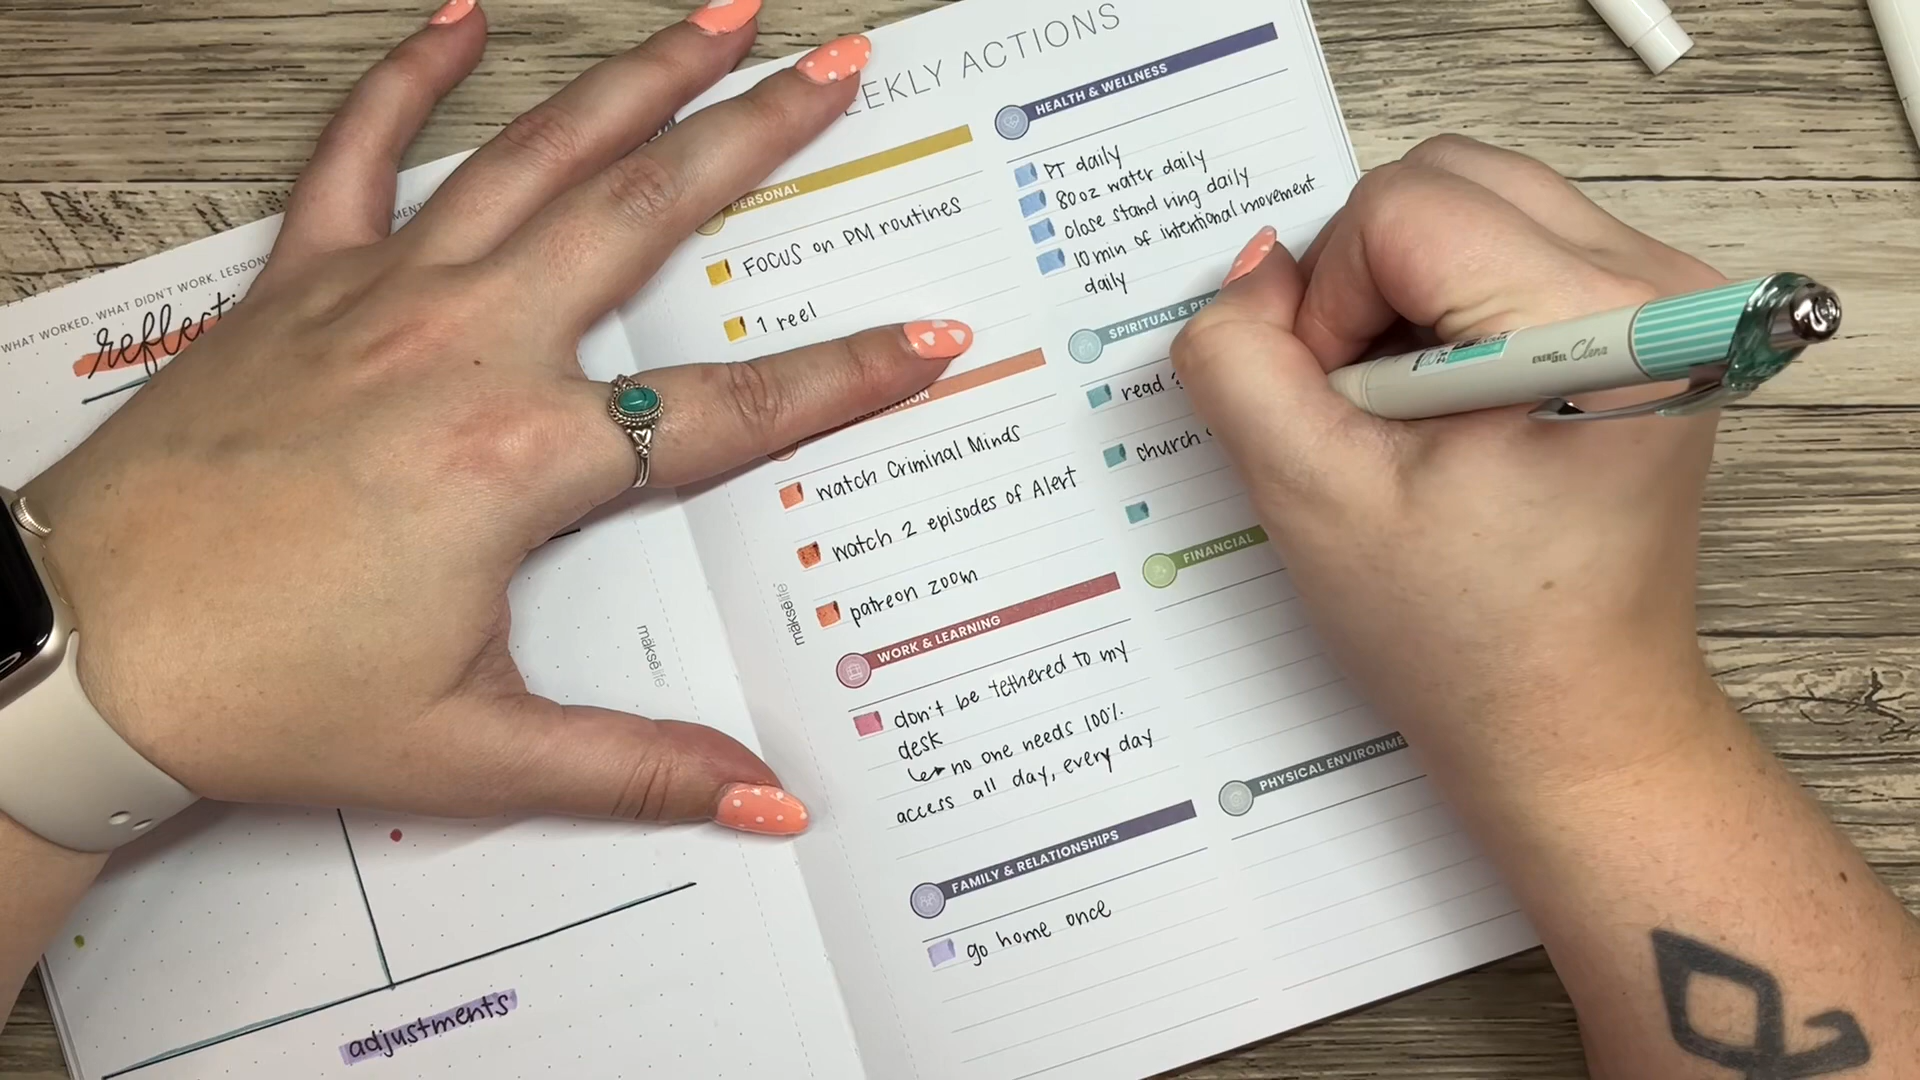 WHAT WORKED, WHAT DIDN'T WORK, LESSONS
EKLY ACTIONS
PERSONAL
FOCUS on PM routines
1 reel
watch Criminal Minds
watch 2 episodes of Alert
patreon zoom
WORK & LEARNING
don't be tethered to my
desk
no one needs 100%
access all day, every day
FAMILY & RELATIONSHIPS
go home once
HEALTH & WELLNESS
PT daily
80oz water daily
close stand ring daily
10 min of intentional movement
daily
SPIRITUAL &
read
church
FINANCIAL
PHYSICAL ENVIRONME
mäksēlife
mäksēlife
adjustments
ENERGEL Clena